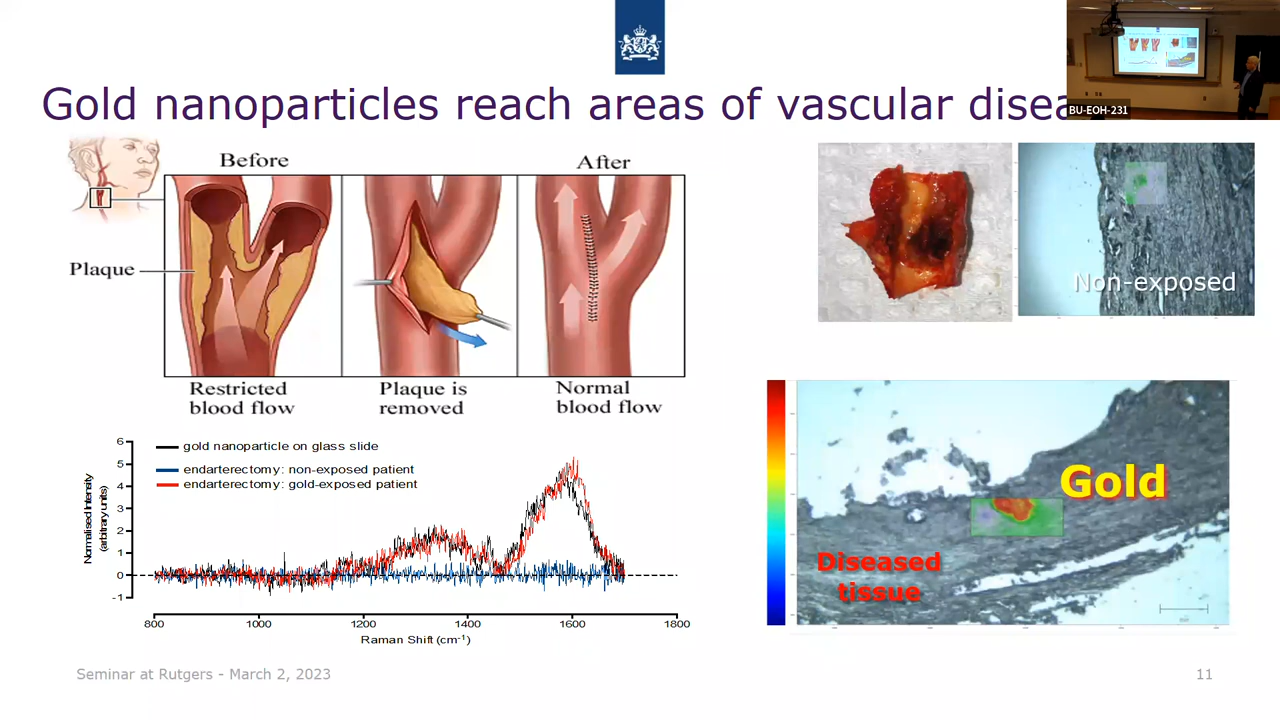 Gold nanoparticles reach areas of vascular disea
BU-EOH-231
Before
After
Plaque
Restricted
blood flow
Plaque is
removed
Normal
blood flow
Non-exposed
Gold
Diseased
tissue
6
5
4
3
2
1
0
-1
Normalised Intensity
(arbitrary units)
gold nanoparticle on glass slide
endarterectomy: non-exposed patient
endarterectomy: gold-exposed patient
800 1000 1200 1400 1600 1800
Raman Shift (cm⁻¹)
Seminar at Rutgers - March 2, 2023
11